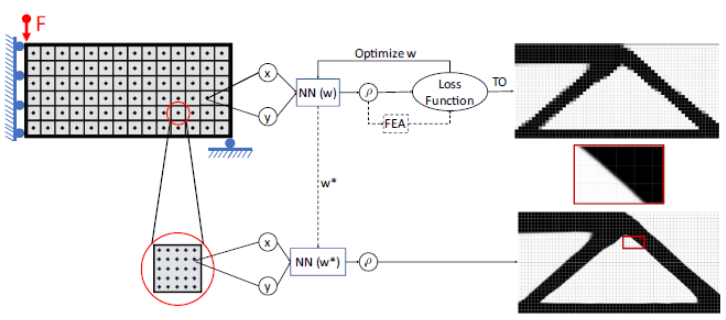 F
Optimize w
x
y
NN (w)
ρ
Loss
Function
TO
FEA
w*
x
y
NN (w*)
ρ